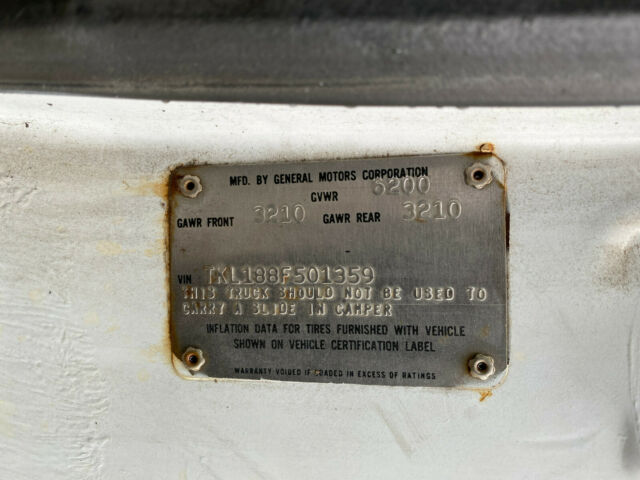 MFD. BY GENERAL MOTORS CORPORATION
GVWR 6200
GAWR FRONT 3210 GAWR REAR 3210
VIN TKL188F501359
THIS TRUCK SHOULD NOT BE USED TO
CARRY A SLIDE IN CAMPER
INFLATION DATA FOR TIRES FURNISHED WITH VEHICLE
SHOWN ON VEHICLE CERTIFICATION LABEL
WARRANTY VOIDED IF LOADED IN EXCESS OF RATINGS